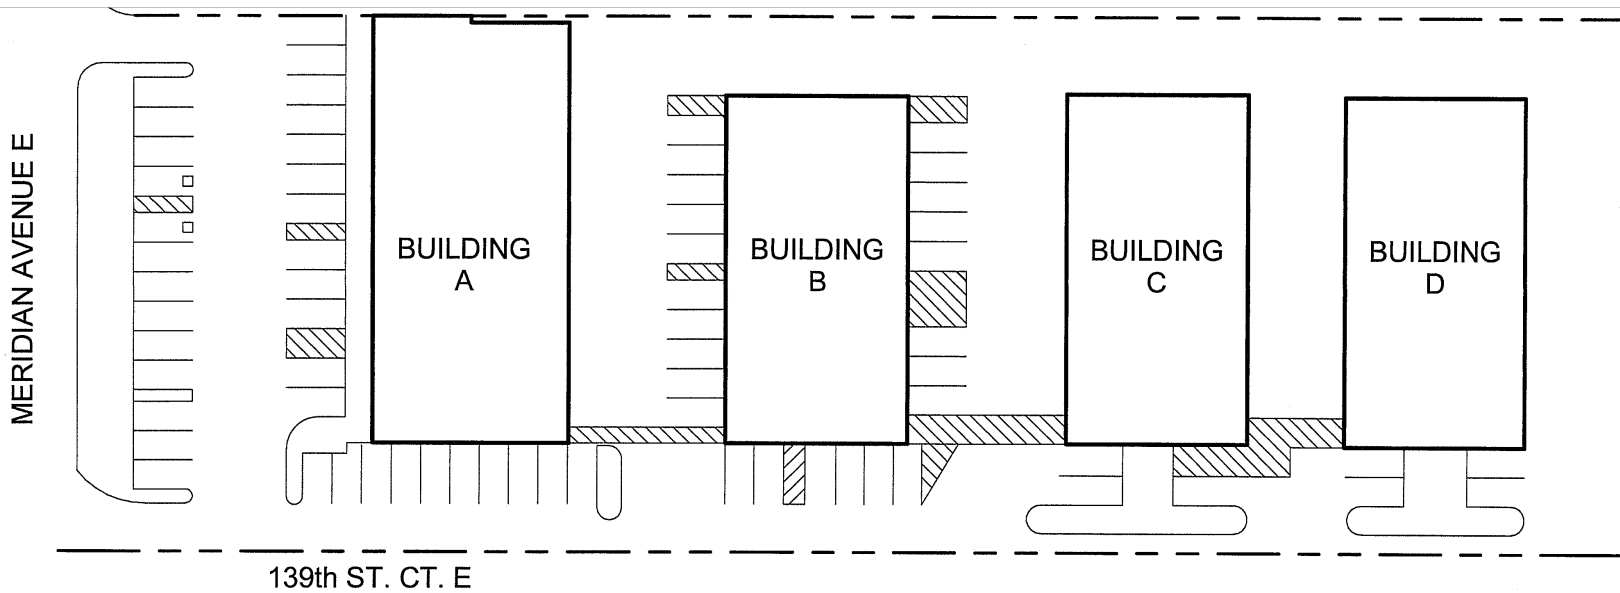 MERIDIAN AVENUE E
BUILDING
A
BUILDING
B
BUILDING
C
BUILDING
D
139th ST. CT. E